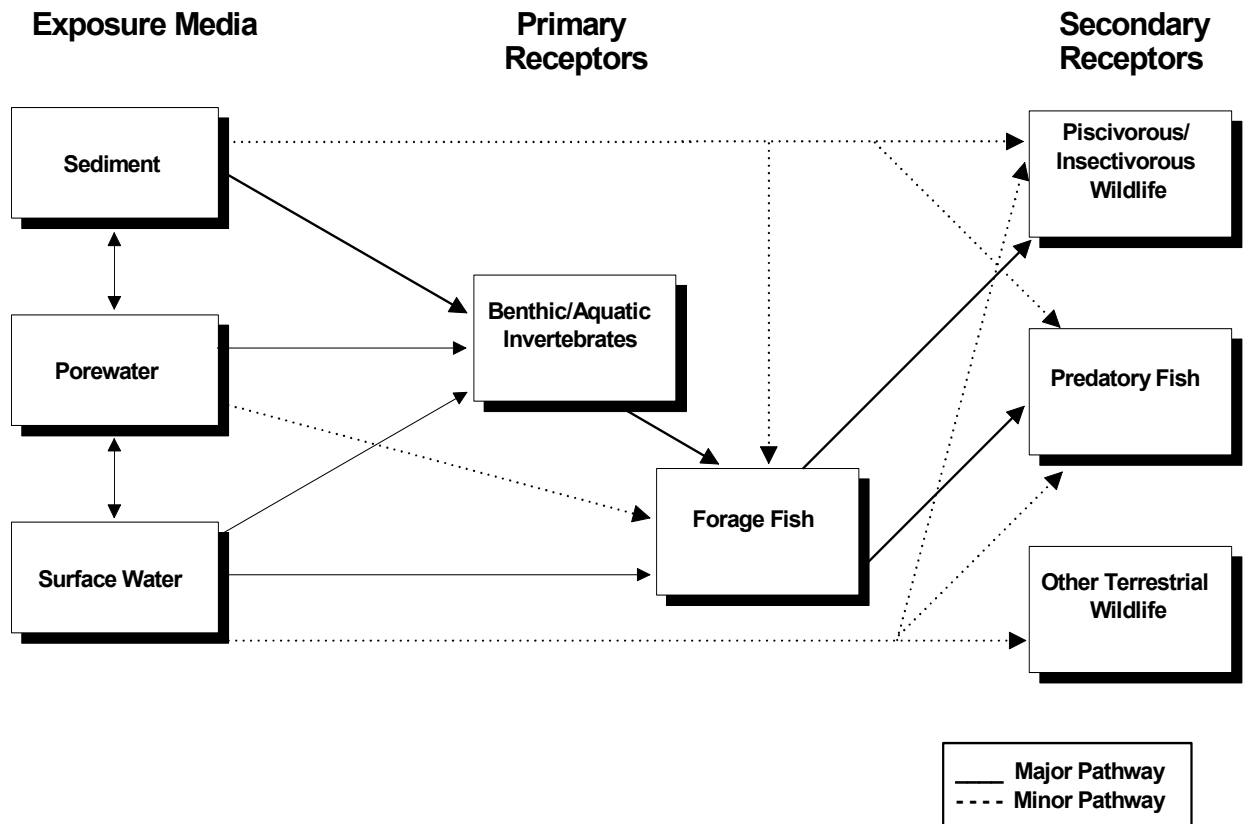 Exposure Media
Primary
Receptors
Secondary
Receptors
Sediment
Piscivorous/
Insectivorous
Wildlife
Benthic/Aquatic
Invertebrates
Porewater
Predatory Fish
Forage Fish
Surface Water
Other Terrestrial
Wildlife
Major Pathway
Minor Pathway